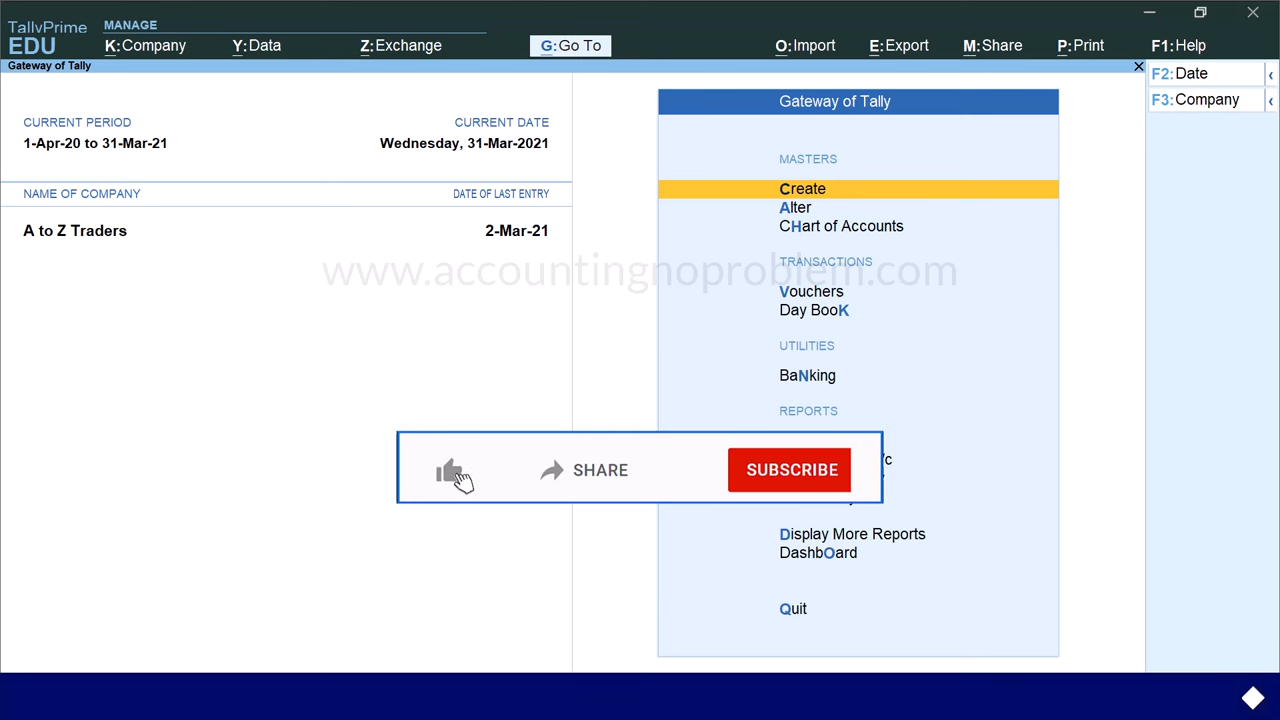 TallyPrime
EDU
MANAGE
K:Company
Y:Data
Z:Exchange
G:Go To
O:Import
E:Export
M:Share
P:Print
F1:Help
Gateway of Tally
F2:Date
F3:Company
CURRENT PERIOD
CURRENT DATE
1-Apr-20 to 31-Mar-21
Wednesday, 31-Mar-2021
NAME OF COMPANY
DATE OF LAST ENTRY
A to Z Traders
2-Mar-21
Gateway of Tally
MASTERS
Create
Alter
CHart of Accounts
TRANSACTIONS
www.accountingnoproblem.com
Vouchers
Day BooK
UTILITIES
BaNking
REPORTS
SHARE
SUBSCRIBE
Display More Reports
DashbOard
Quit